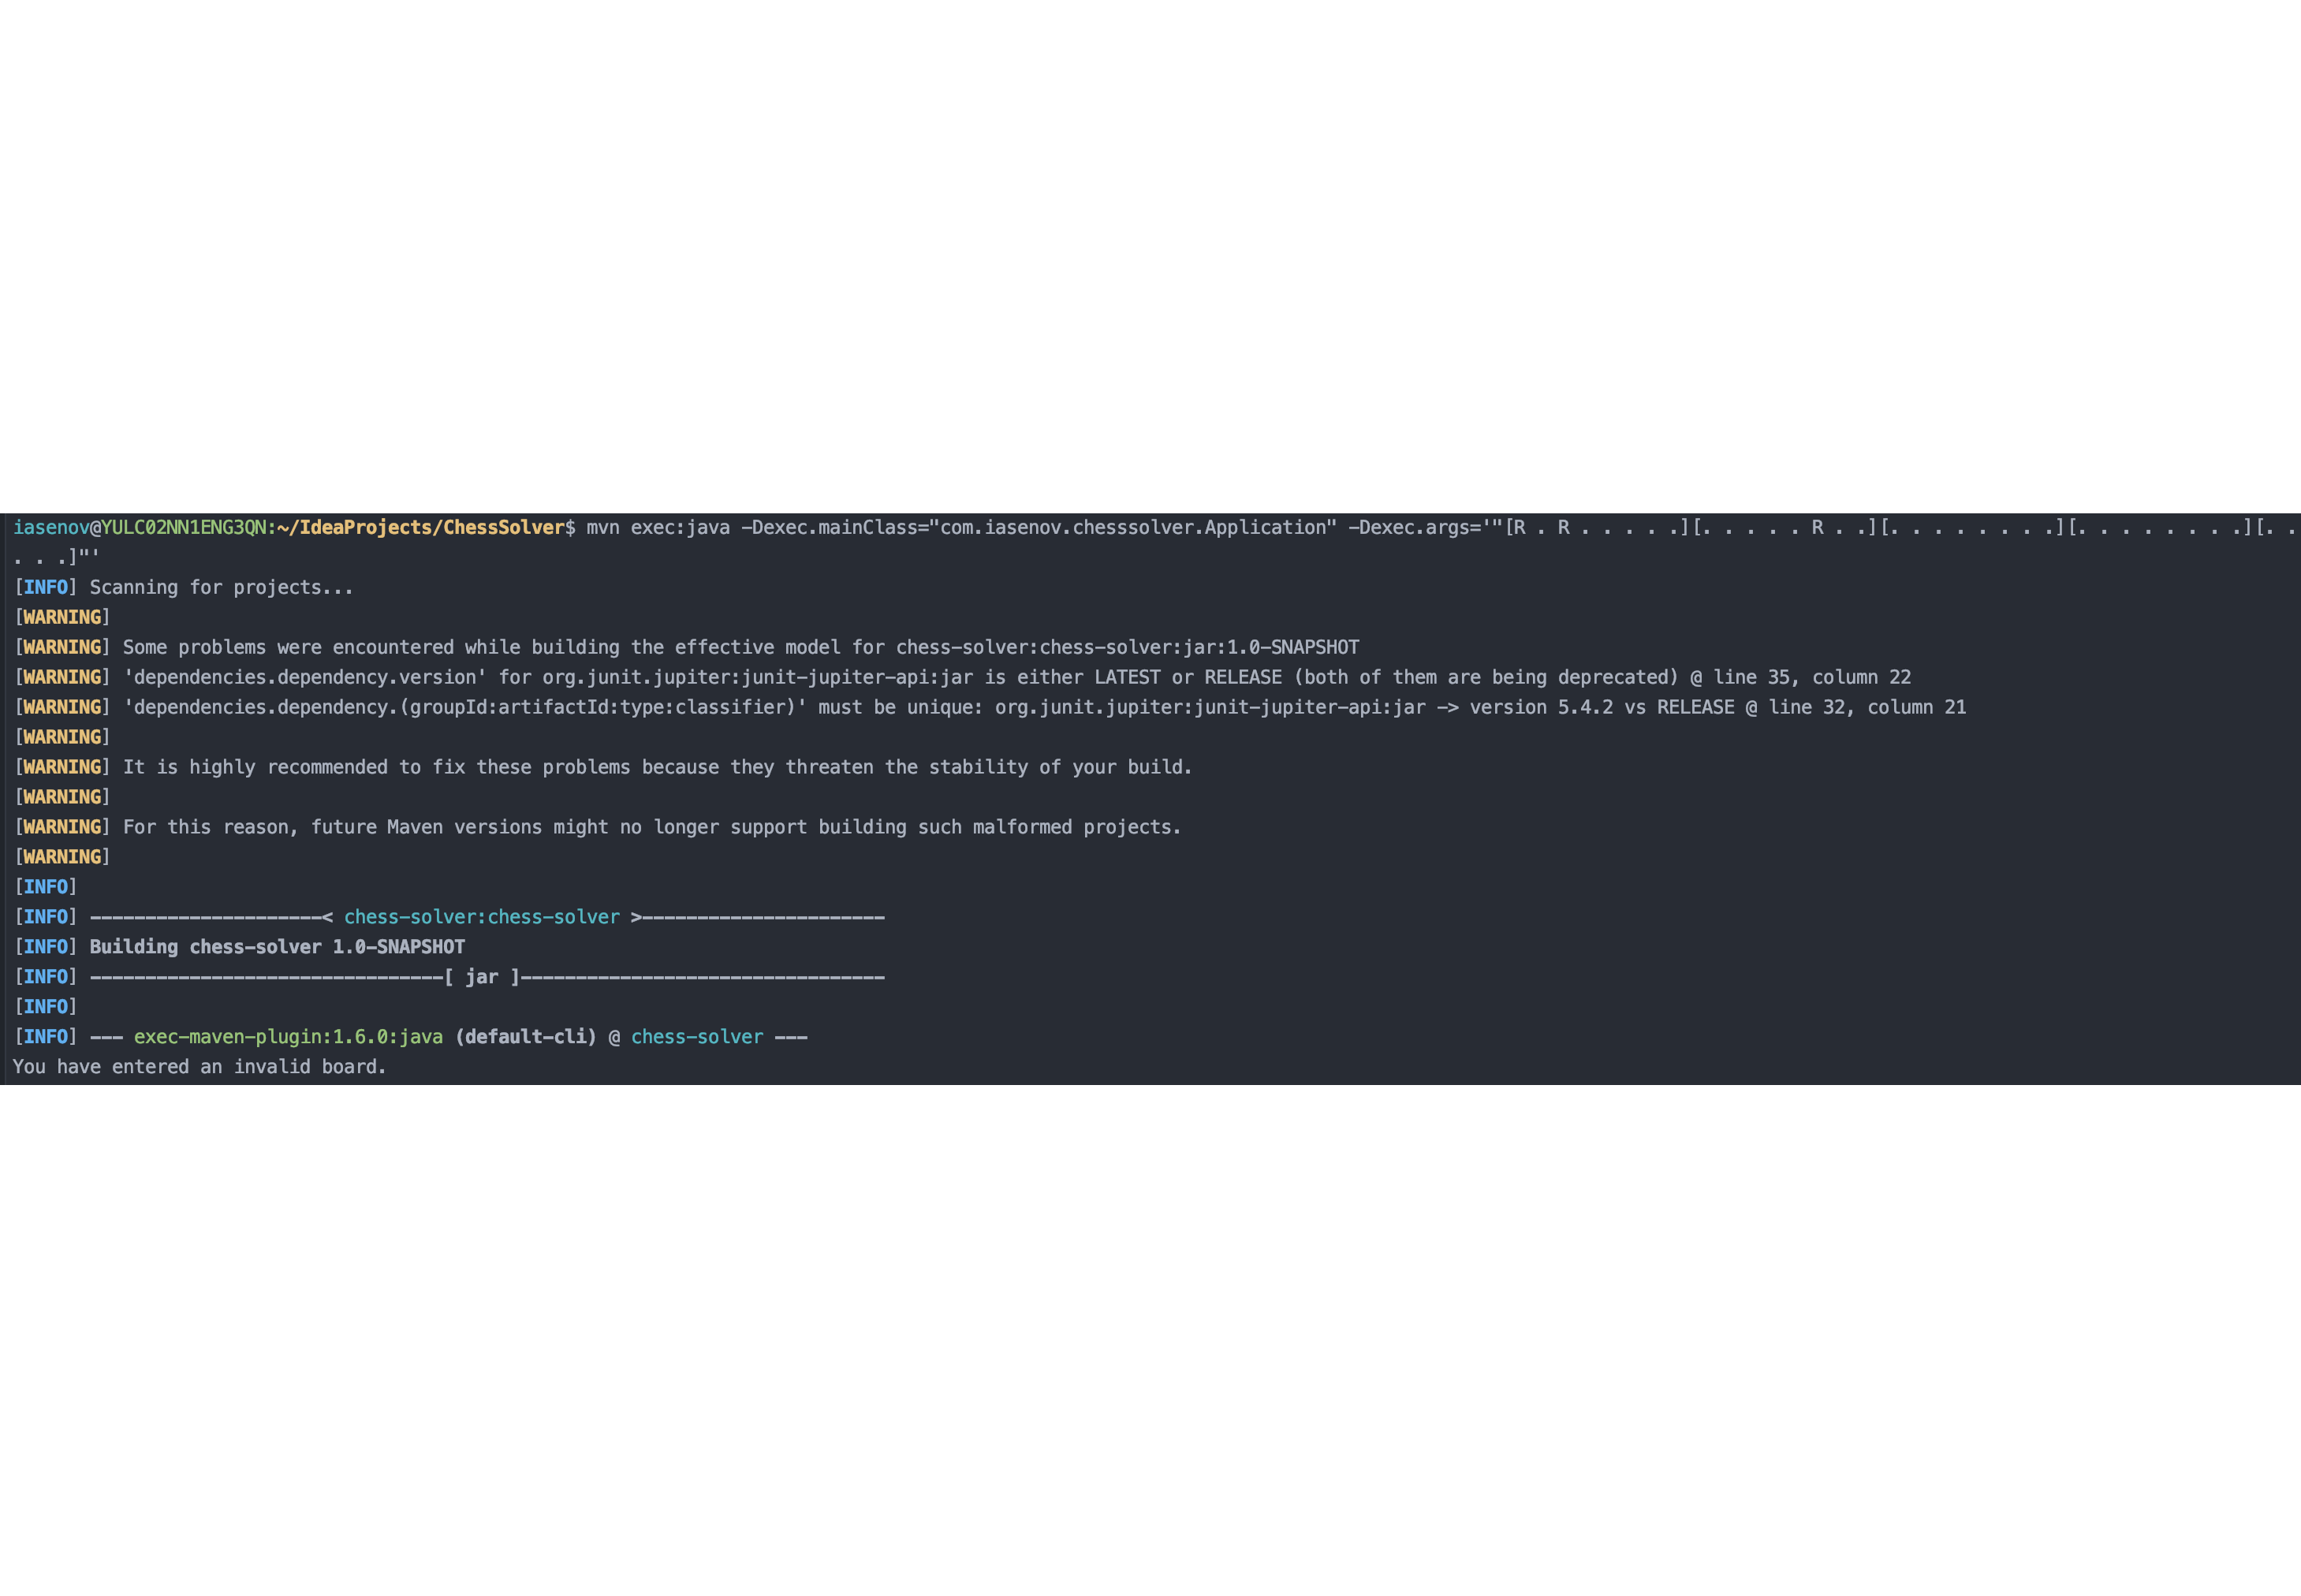 iasenov@YULC02NN1ENG3QN:~/IdeaProjects/ChessSolver$ mvn exec:java -Dexec.mainClass="com.iasenov.chesssolver.Application" -Dexec.args='"[R . R . . . . .][. . . . . R . .][. . . . . . . .][. . . . . . . .][. .
. . .]"'
[INFO] Scanning for projects...
[WARNING]
[WARNING] Some problems were encountered while building the effective model for chess-solver:chess-solver:jar:1.0-SNAPSHOT
[WARNING] 'dependencies.dependency.version' for org.junit.jupiter:junit-jupiter-api:jar is either LATEST or RELEASE (both of them are being deprecated) @ line 35, column 22
[WARNING] 'dependencies.dependency.(groupId:artifactId:type:classifier)' must be unique: org.junit.jupiter:junit-jupiter-api:jar -> version 5.4.2 vs RELEASE @ line 32, column 21
[WARNING]
[WARNING] It is highly recommended to fix these problems because they threaten the stability of your build.
[WARNING]
[WARNING] For this reason, future Maven versions might no longer support building such malformed projects.
[WARNING]
[INFO]
[INFO] ---------------------< chess-solver:chess-solver >----------------------
[INFO] Building chess-solver 1.0-SNAPSHOT
[INFO] --------------------------------[ jar ]---------------------------------
[INFO]
[INFO] --- exec-maven-plugin:1.6.0:java (default-cli) @ chess-solver ---
You have entered an invalid board.